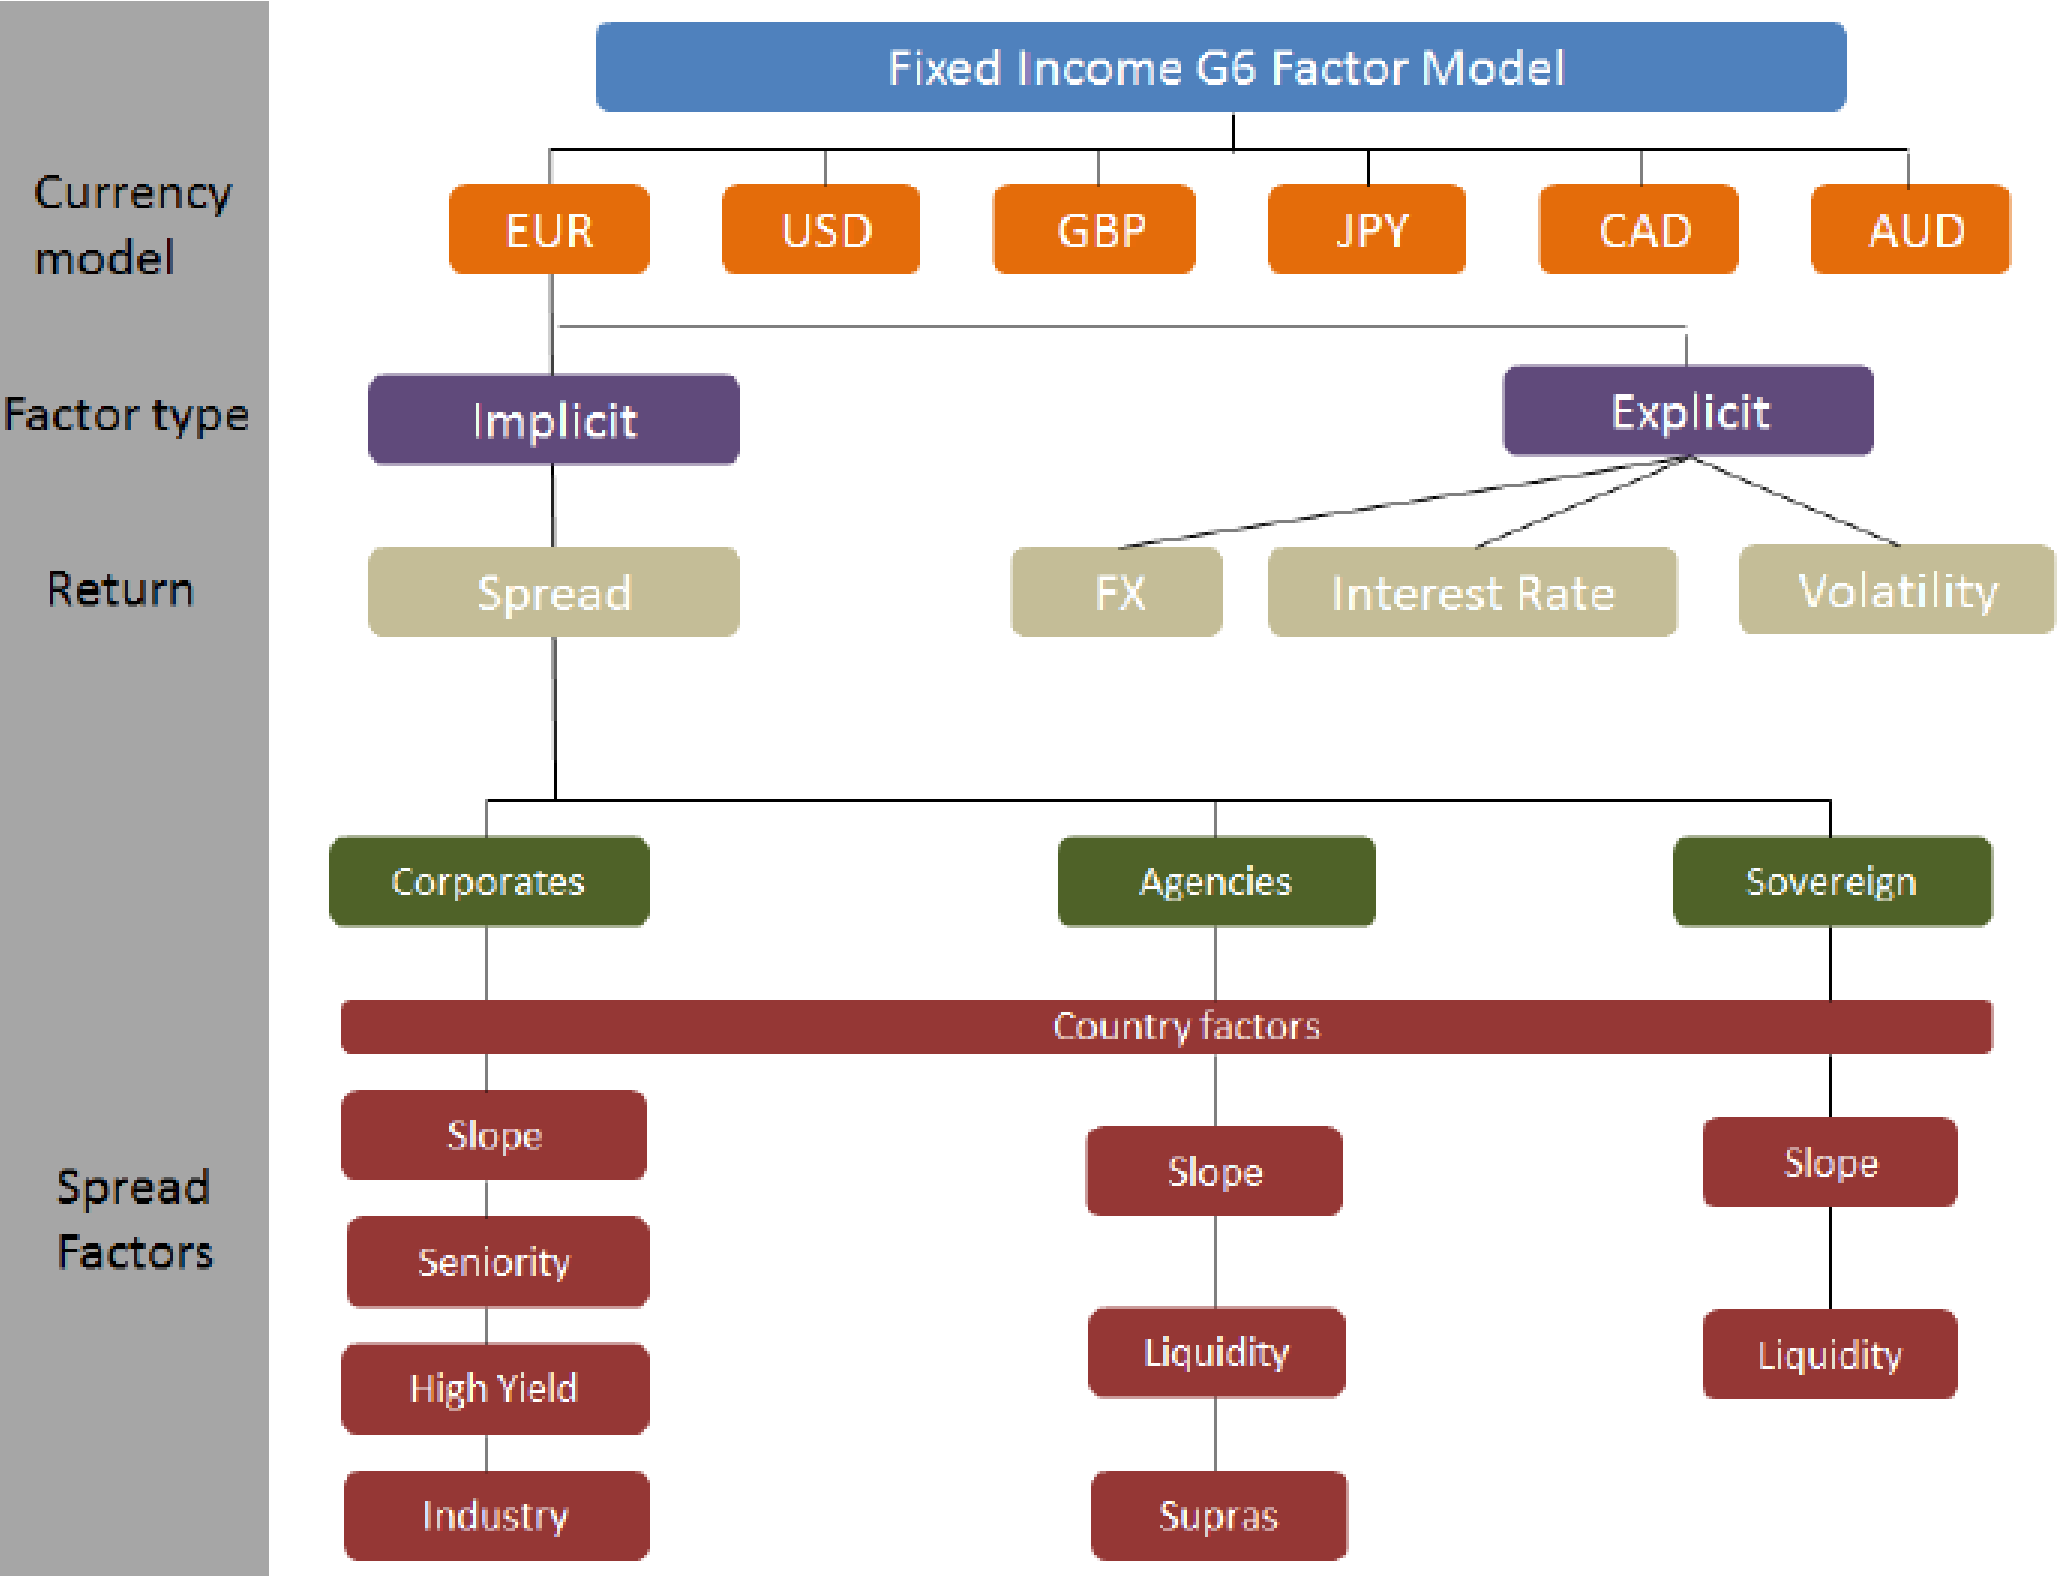 Fixed Income G6 Factor Model
Currency
model
EUR
USD
GBP
JPY
CAD
AUD
Factor type
Implicit
Explicit
Return
Spread
FX
Interest Rate
Volatility
Corporates
Agencies
Sovereign
Country factors
Spread
Factors
Slope
Seniority
High Yield
Industry
Slope
Liquidity
Supras
Slope
Liquidity